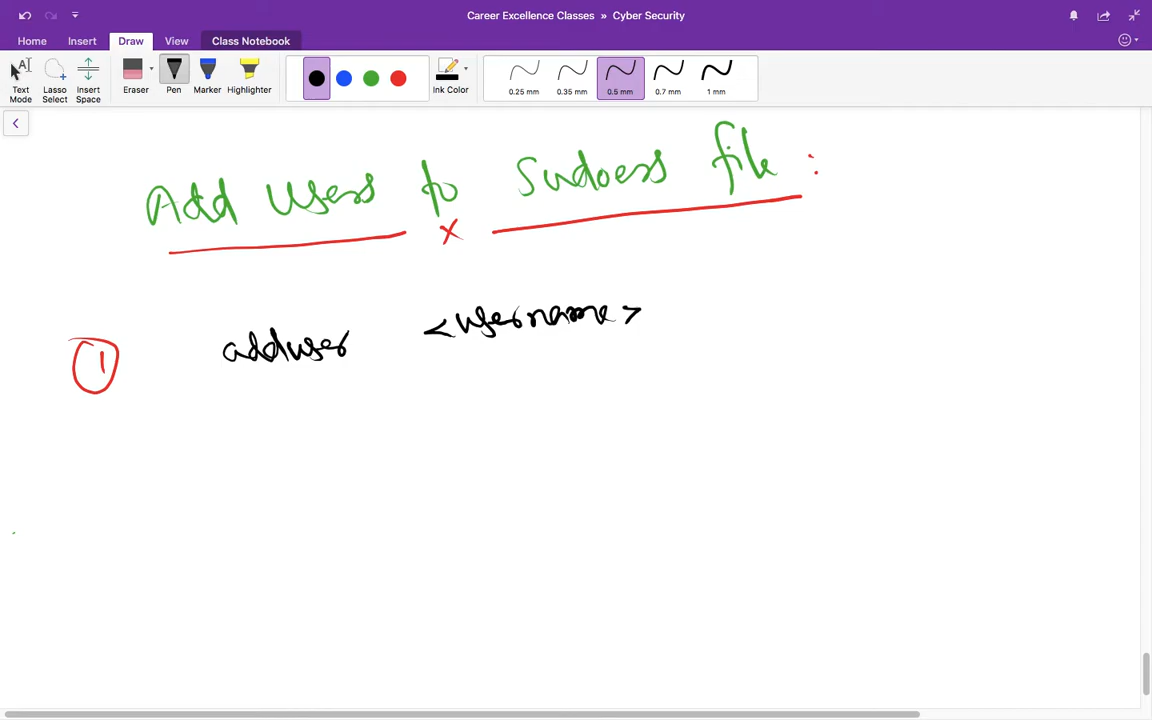 Career Excellence Classes » Cyber Security
Home Insert Draw View Class Notebook
Text Mode
Lasso Select
Insert Space
Eraser
Pen
Marker
Highlighter
Ink Color
0.25 mm
0.35 mm
0.5 mm
0.7 mm
1 mm
Add Users to Sudoers file :
1 adduser <username>